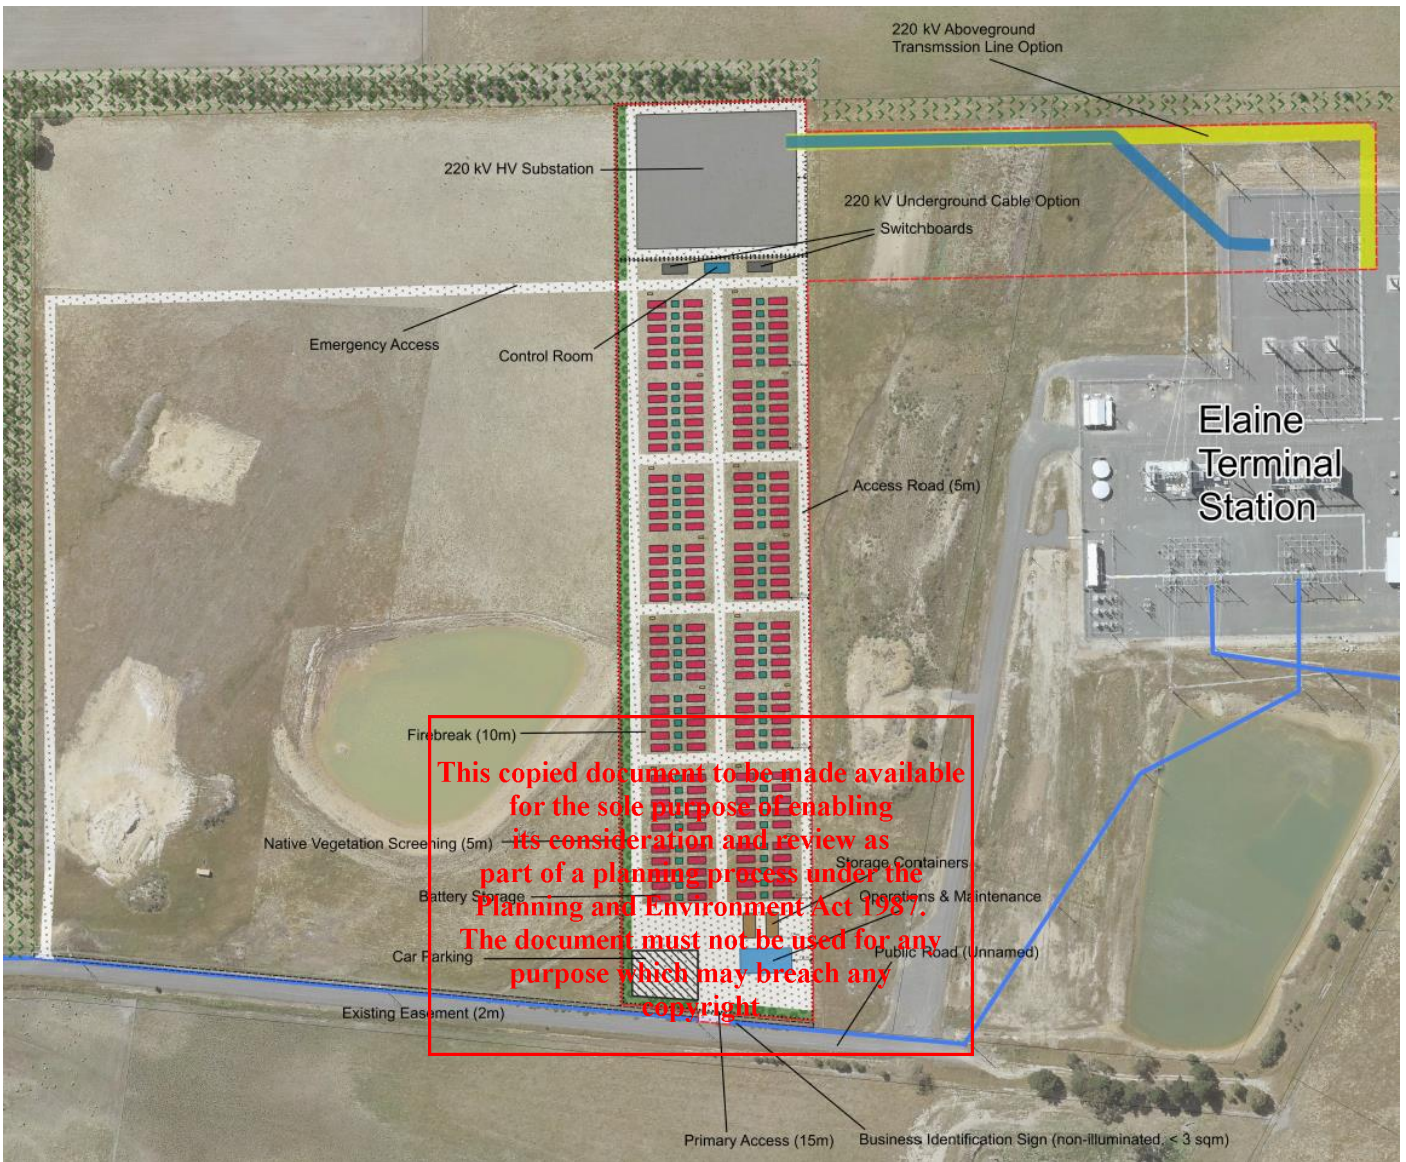 220 kV Aboveground
Transmssion Line Option
220 kV HV Substation
220 kV Underground Cable Option
Switchboards
Emergency Access
Control Room
Elaine
Terminal
Station
Access Road (5m)
Firebreak (10m)
This copied document to be made available
for the sole purpose of enabling
its consideration and review as
part of a planning process under the
Planning and Environment Act 1987.
The document must not be used for any
purpose which may breach any
copyright
Native Vegetation Screening (5m)
Storage Containers
Battery Storage
Operations & Maintenance
Car Parking
Public Road (Unnamed)
Existing Easement (2m)
Primary Access (15m)
Business Identification Sign (non-illuminated, < 3 sqm)